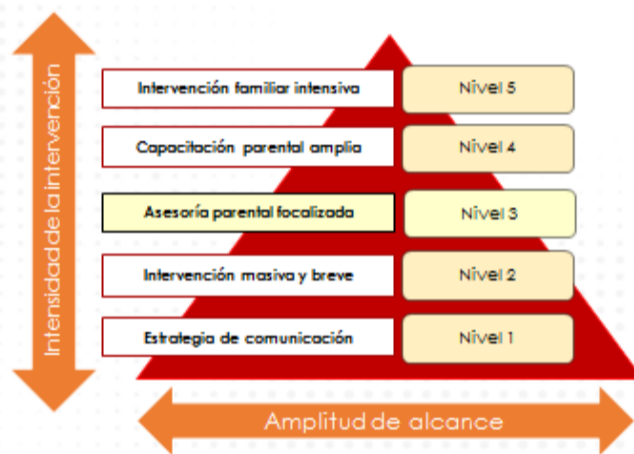 Intensidad de la intervención
Intervención familiar intensiva
Nivel 5
Capacitación parental amplia
Nivel 4
Asesoría parental focalizada
Nivel 3
Intervención masiva y breve
Nivel 2
Estrategia de comunicación
Nivel 1
Amplitud de alcance